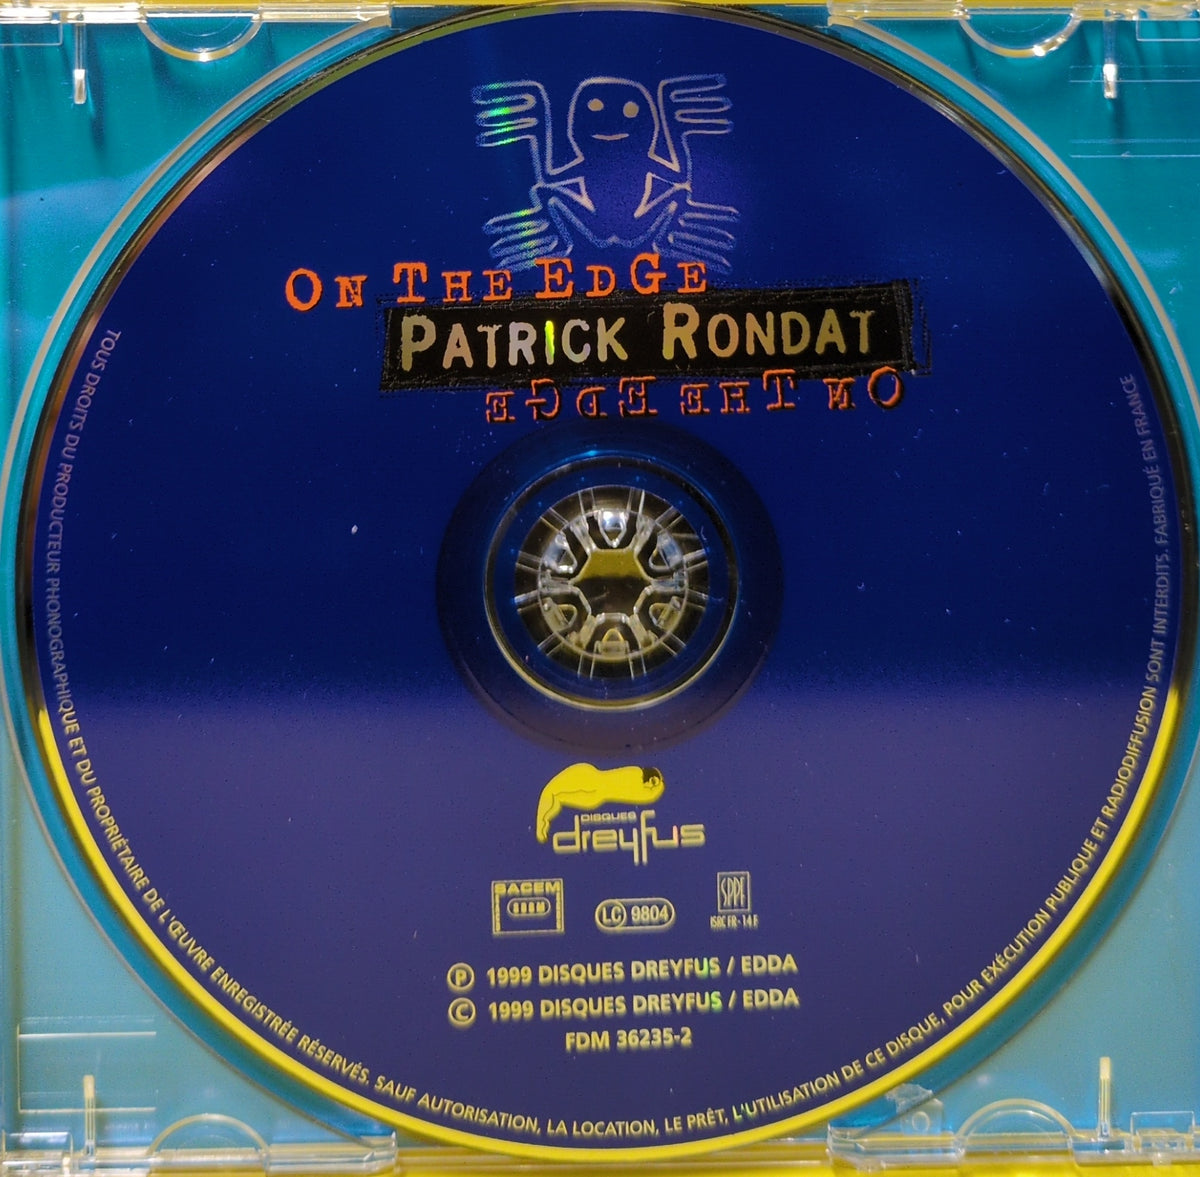 ON THE EDGE
PATRICK RONDAT
ON THE EDGE
DISQUES
dreyfus
SACEM
SDRM
LC 9804
SPPF
ISRC FR - 14 F
℗ 1999 DISQUES DREYFUS / EDDA
© 1999 DISQUES DREYFUS / EDDA
FDM 36235-2
TOUS DROITS DU PRODUCTEUR PHONOGRAPHIQUE ET DU PROPRIÉTAIRE DE L'ŒUVRE ENREGISTRÉE RÉSERVÉS. SAUF AUTORISATION, LA LOCATION, LE PRÊT, L'UTILISATION DE CE DISQUE, POUR EXÉCUTION PUBLIQUE ET RADIODIFFUSION SONT INTERDITS. FABRIQUÉ EN FRANCE